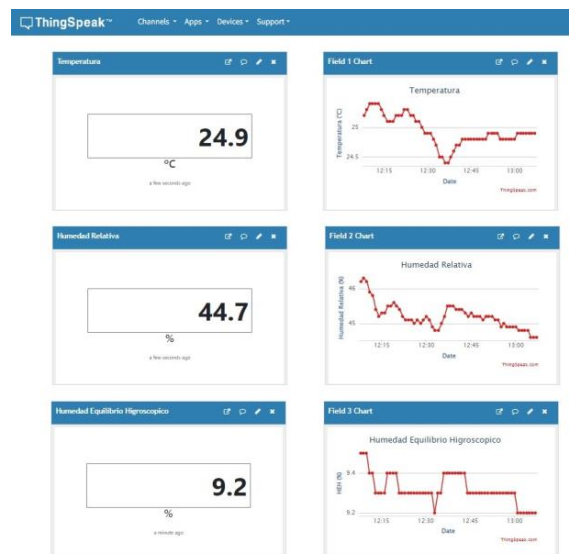 ThingSpeak™ Channels Apps Devices Support
Temperatura
24.9
°C
a few seconds ago
Field 1 Chart
Temperatura
Temperatura (°C)
25
24.5
12:15 12:30 12:45 13:00
Date
ThingSpeak.com
Humedad Relativa
44.7
%
a few seconds ago
Field 2 Chart
Humedad Relativa
Humedad Relativa (%)
46
45
12:15 12:30 12:45 13:00
Date
ThingSpeak.com
Humedad Equilibrio Higroscopico
9.2
%
a minute ago
Field 3 Chart
Humedad Equilibrio Higroscopico
HEH (%)
9.4
9.2
12:15 12:30 12:45 13:00
Date
ThingSpeak.com